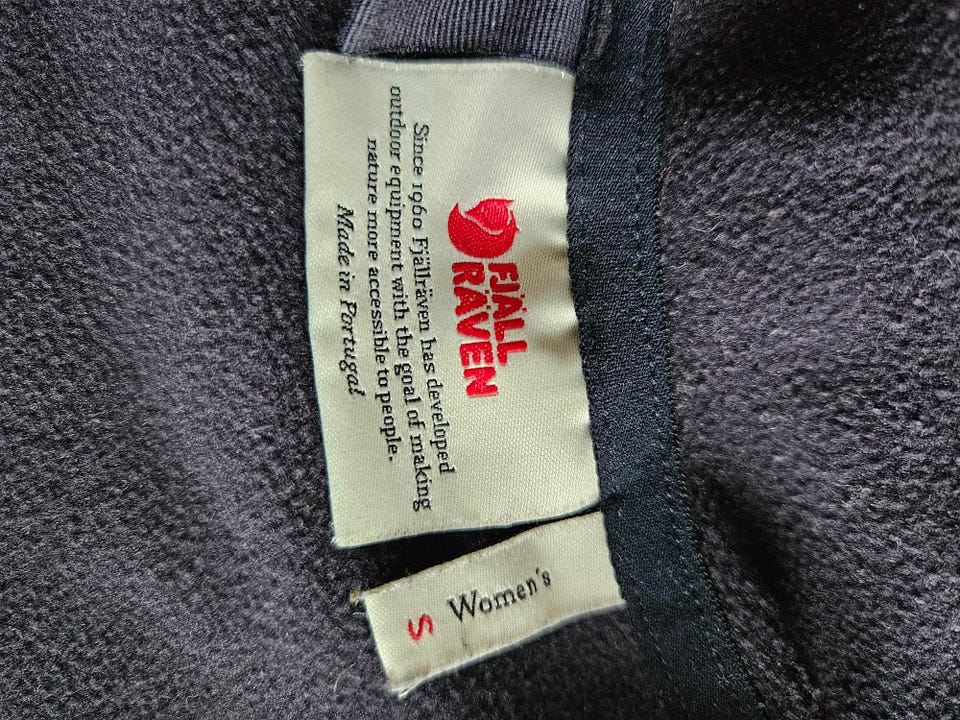 FJÄLL
RÄVEN
Since 1960 Fjällräven has developed
outdoor equipment with the goal of making
nature more accessible to people.
Made in Portugal
Women's
S